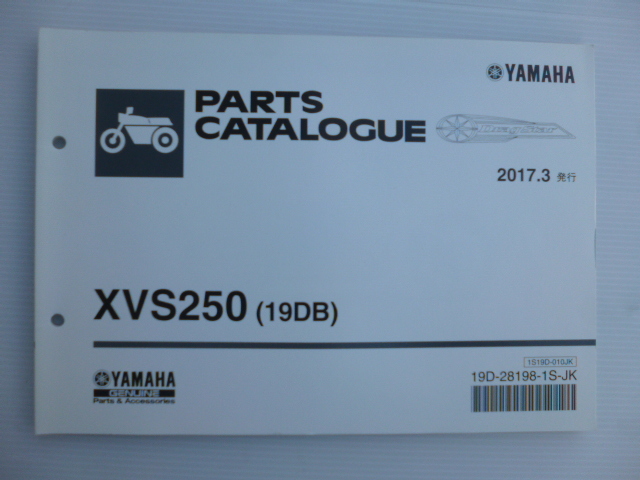 YAMAHA
PARTS
CATALOGUE
DragStar
2017.3 発行
XVS250 (19DB)
YAMAHA
GENUINE
Parts & Accessories
1S19D-010JK
19D-28198-1S-JK